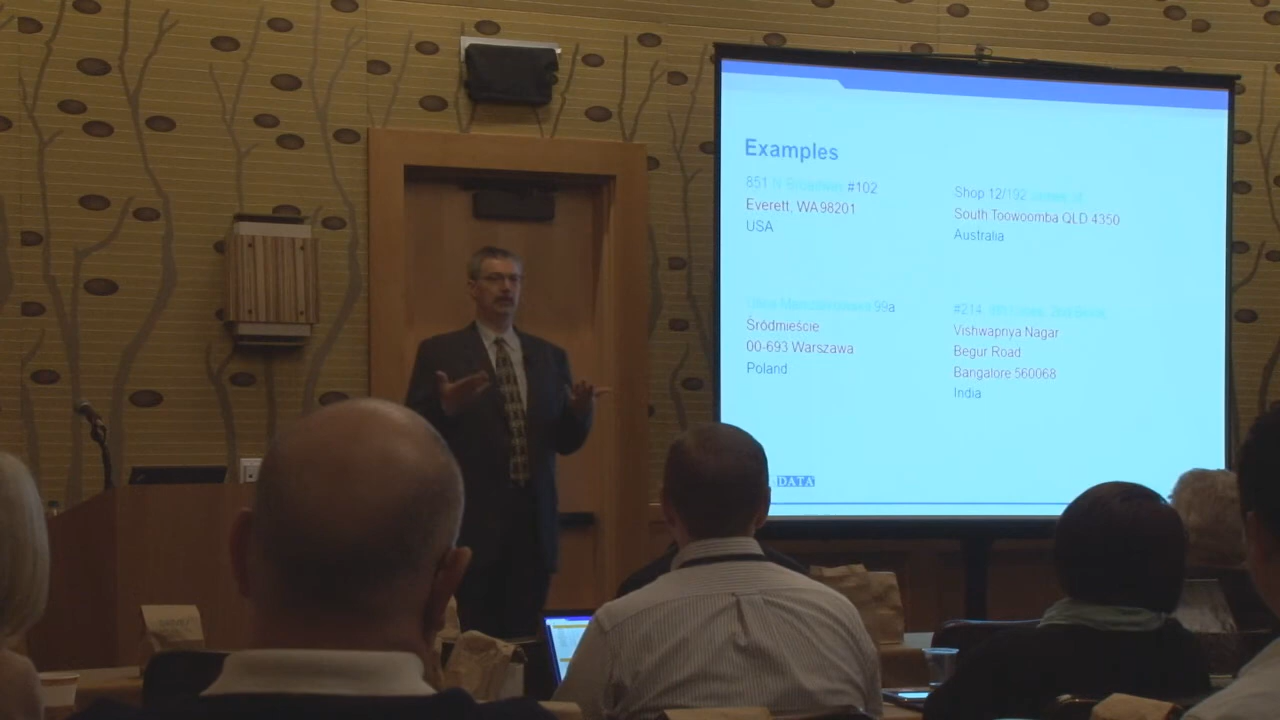 Examples
851 #102
Everett, WA 98201
USA
Shop 12/192
South Toowoomba QLD 4350
Australia
99a
Śródmieście
00-693 Warszawa
Poland
#214
Vishwapriya Nagar
Begur Road
Bangalore 560068
India
DATA